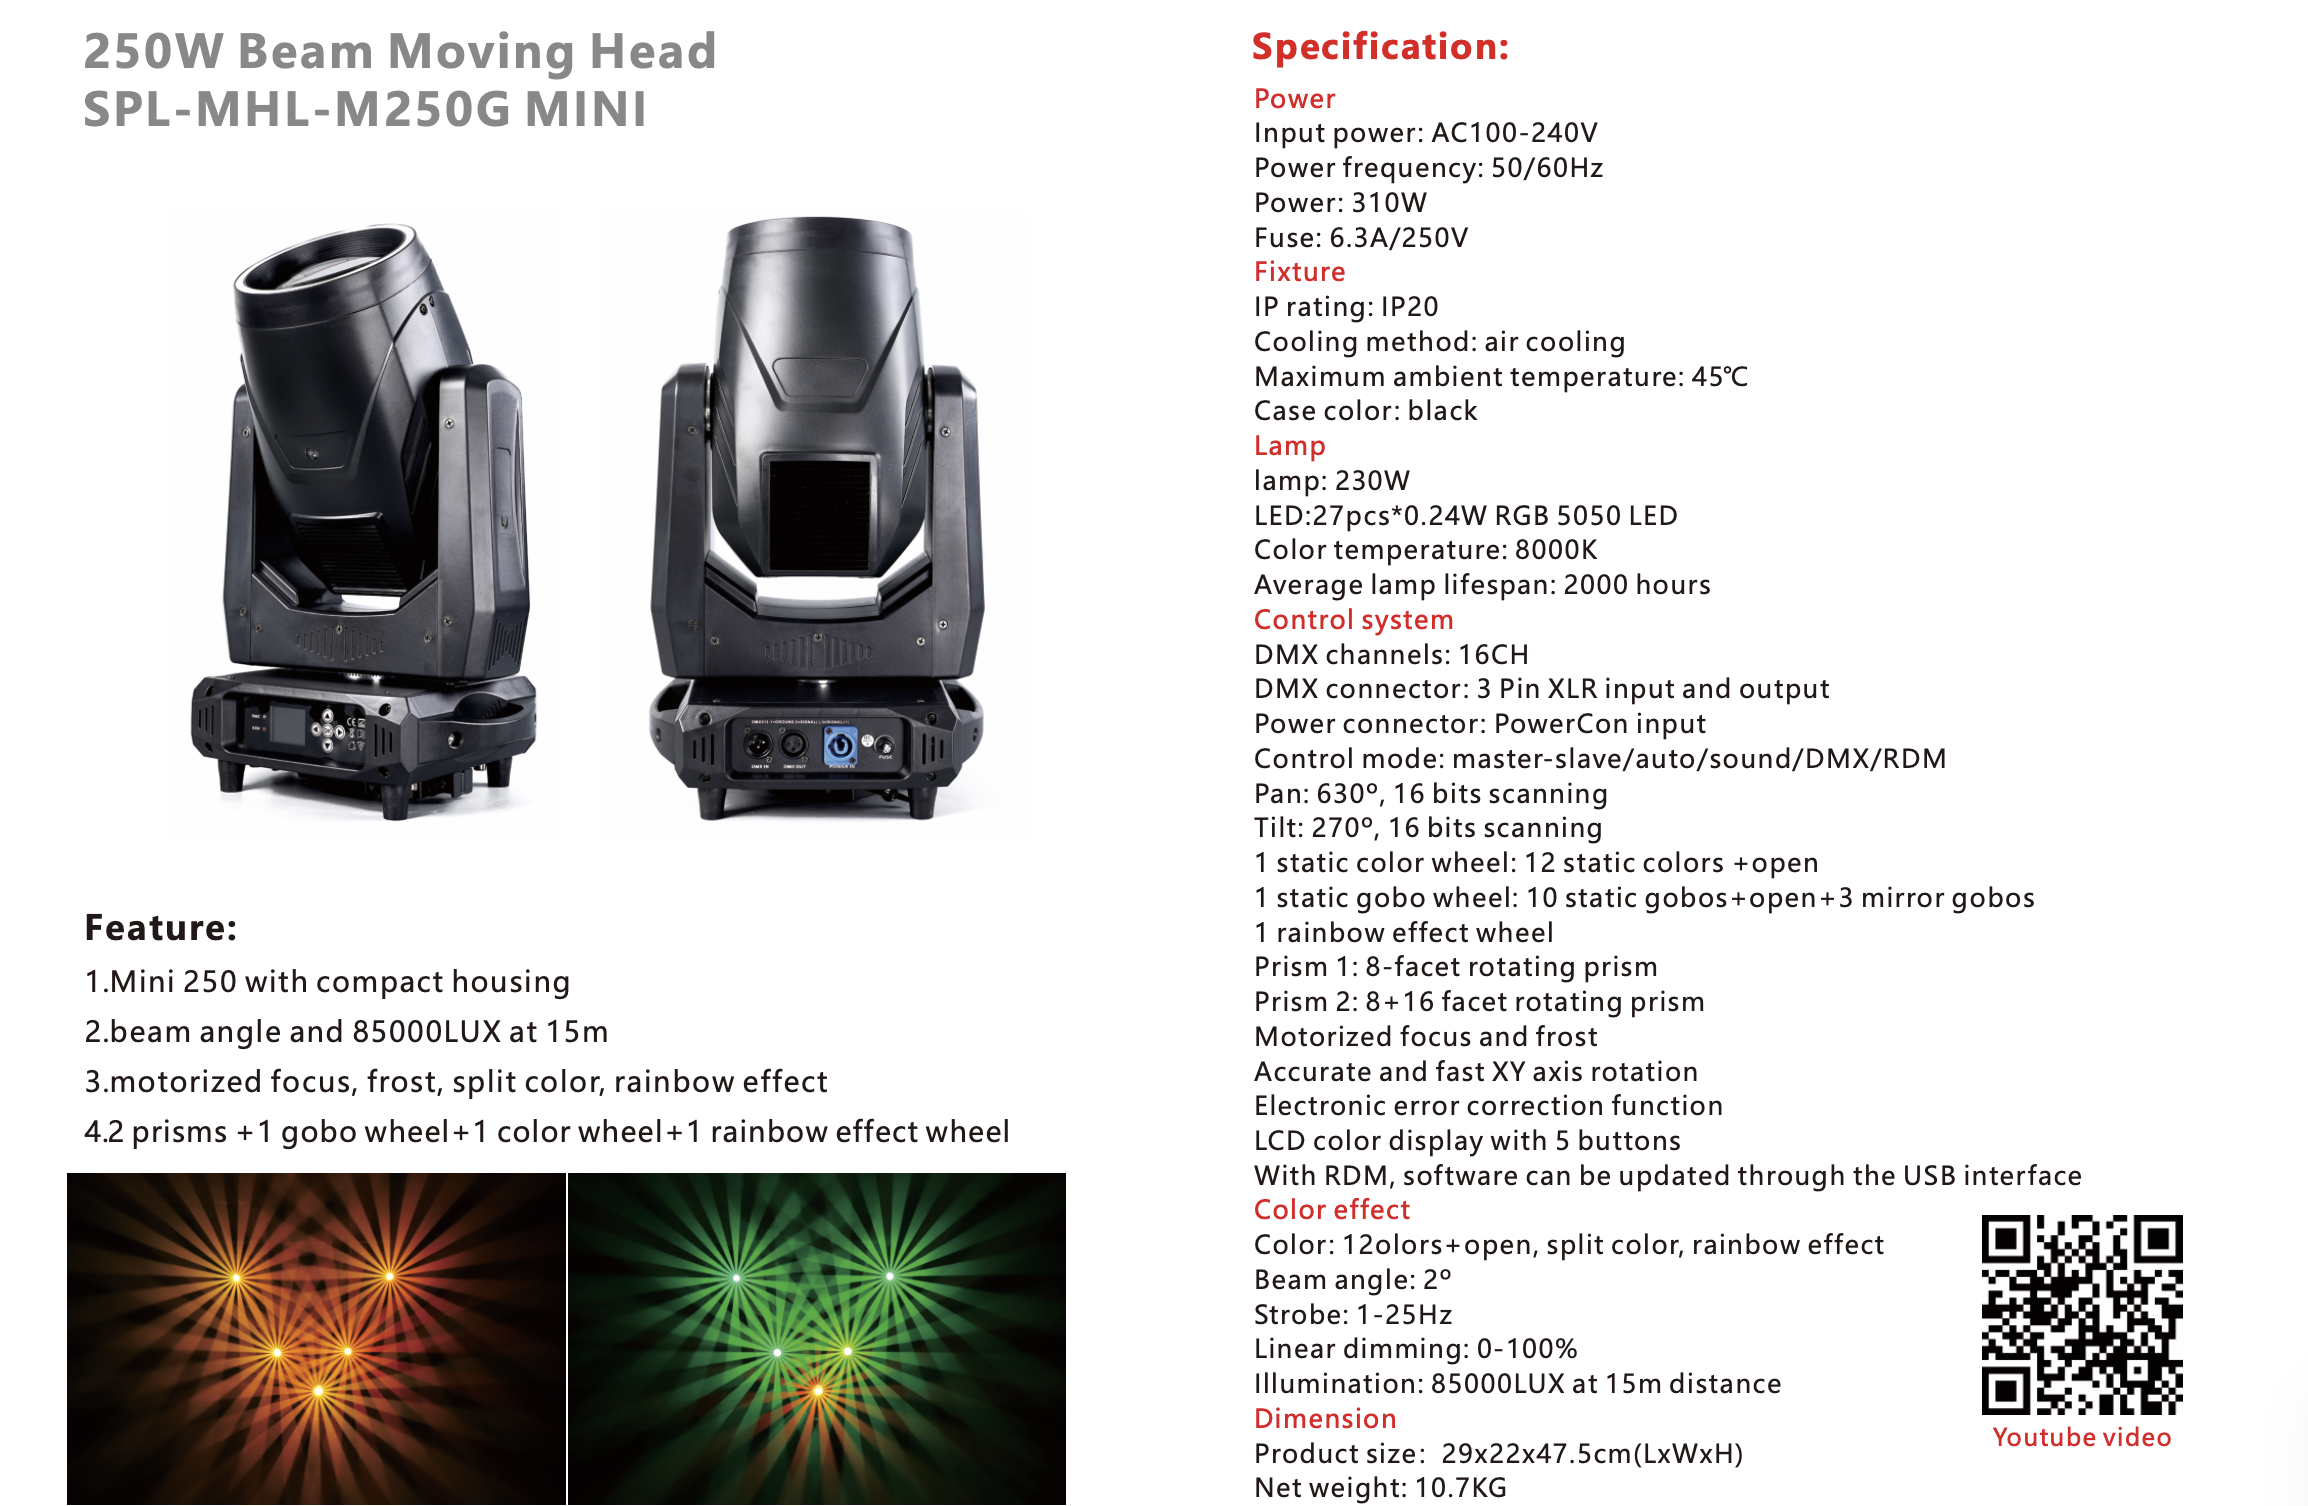 250W Beam Moving Head
SPL-MHL-M250G MINI
Feature:
1.Mini 250 with compact housing
2.beam angle and 85000LUX at 15m
3.motorized focus, frost, split color, rainbow effect
4.2 prisms +1 gobo wheel+1 color wheel+1 rainbow effect wheel
DMX IN
DMX OUT
POWER IN
FUSE
Specification:
Power
Input power: AC100-240V
Power frequency: 50/60Hz
Power: 310W
Fuse: 6.3A/250V
Fixture
IP rating: IP20
Cooling method: air cooling
Maximum ambient temperature: 45℃
Case color: black
Lamp
lamp: 230W
LED:27pcs*0.24W RGB 5050 LED
Color temperature: 8000K
Average lamp lifespan: 2000 hours
Control system
DMX channels: 16CH
DMX connector: 3 Pin XLR input and output
Power connector: PowerCon input
Control mode: master-slave/auto/sound/DMX/RDM
Pan: 630º, 16 bits scanning
Tilt: 270º, 16 bits scanning
1 static color wheel: 12 static colors +open
1 static gobo wheel: 10 static gobos+open+3 mirror gobos
1 rainbow effect wheel
Prism 1: 8-facet rotating prism
Prism 2: 8+16 facet rotating prism
Motorized focus and frost
Accurate and fast XY axis rotation
Electronic error correction function
LCD color display with 5 buttons
With RDM, software can be updated through the USB interface
Color effect
Color: 12olors+open, split color, rainbow effect
Beam angle: 2º
Strobe: 1-25Hz
Linear dimming: 0-100%
Illumination: 85000LUX at 15m distance
Dimension
Product size: 29x22x47.5cm(LxWxH)
Net weight: 10.7KG
Youtube video